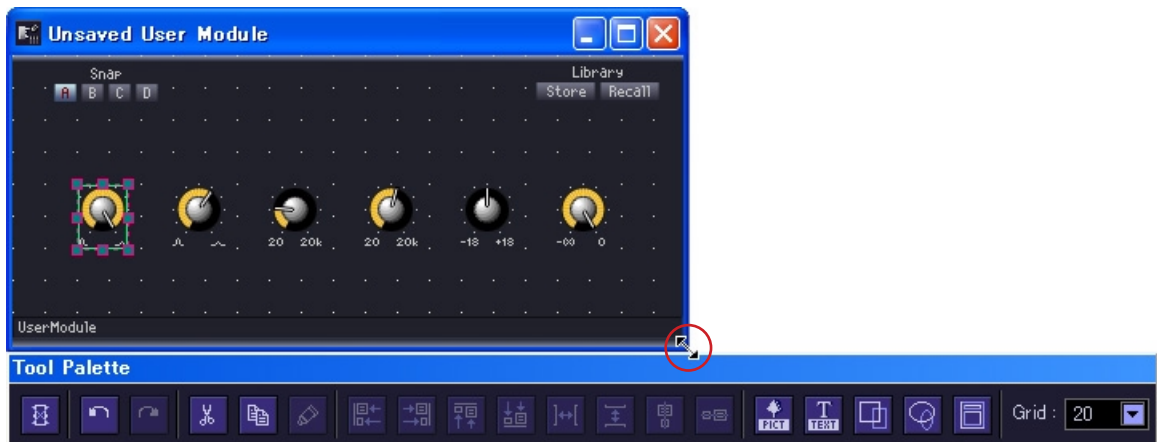 Unsaved User Module
Snap
Library
A B C D
Store Recall
20 20k
20 20k
-18 +18
-∞ 0
UserModule
Tool Palette
PICT
T TEXT
Grid : 20